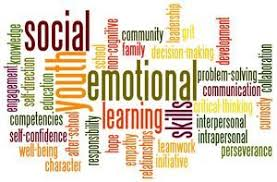 social
emotional
youth
learning
skills
knowledge
engagement
self-direction
education
non-cognitive
community
family
decision-making
leadership
grit
development
collaboration
problem-solving
communication
critical thinking
curiosity
interpersonal
intrapersonal
perseverance
competencies
self-confidence
well-being
character
after-school
responsibility
hope
empathy
relationships
teamwork
initiative